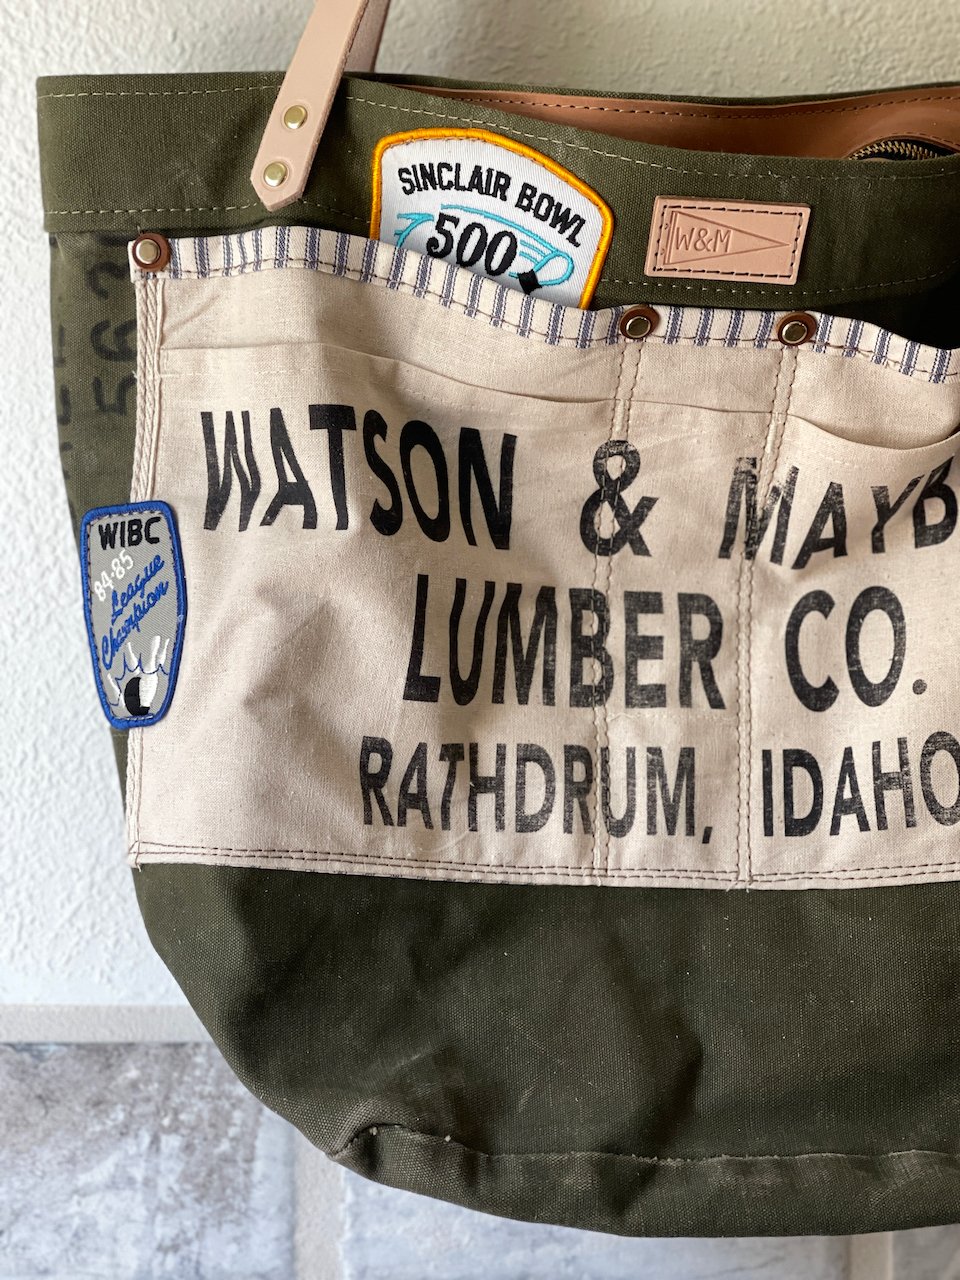 SINCLAIR BOWL
500
W&M
WATSON & MAYB
LUMBER CO.
RATHDRUM, IDAHO
WIBC
84-85
League
Champion